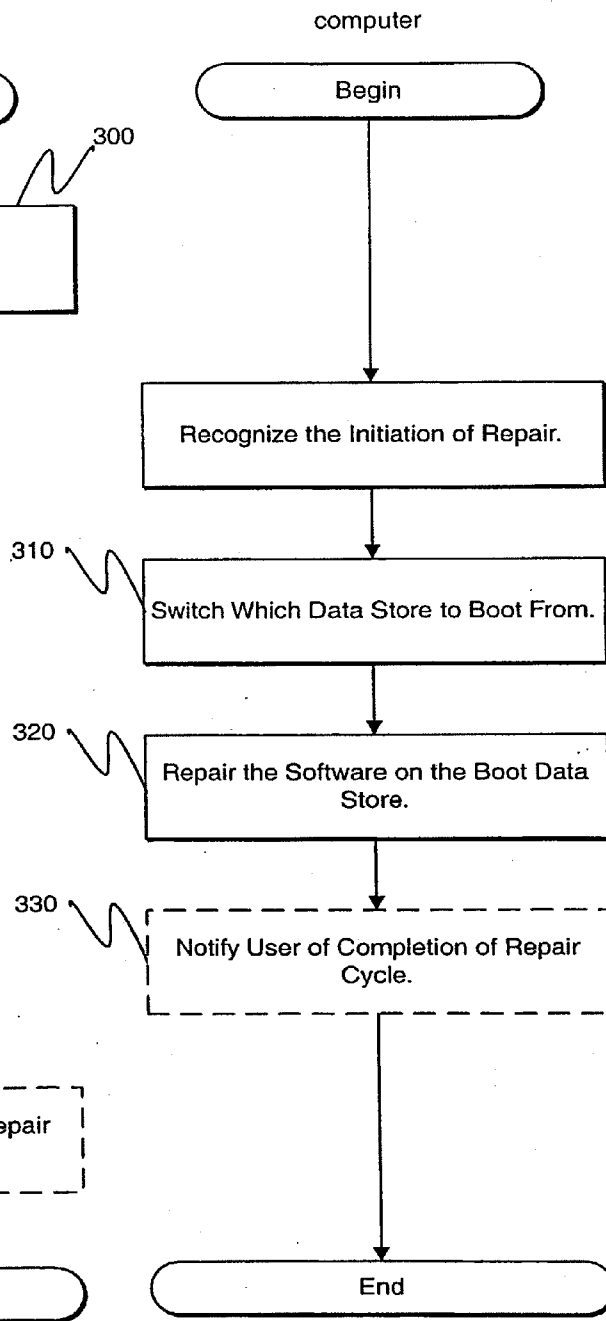 computer
Begin
300
Recognize the Initiation of Repair.
310
Switch Which Data Store to Boot From.
320
Repair the Software on the Boot Data
Store.
330
Notify User of Completion of Repair
Cycle.
epair
End